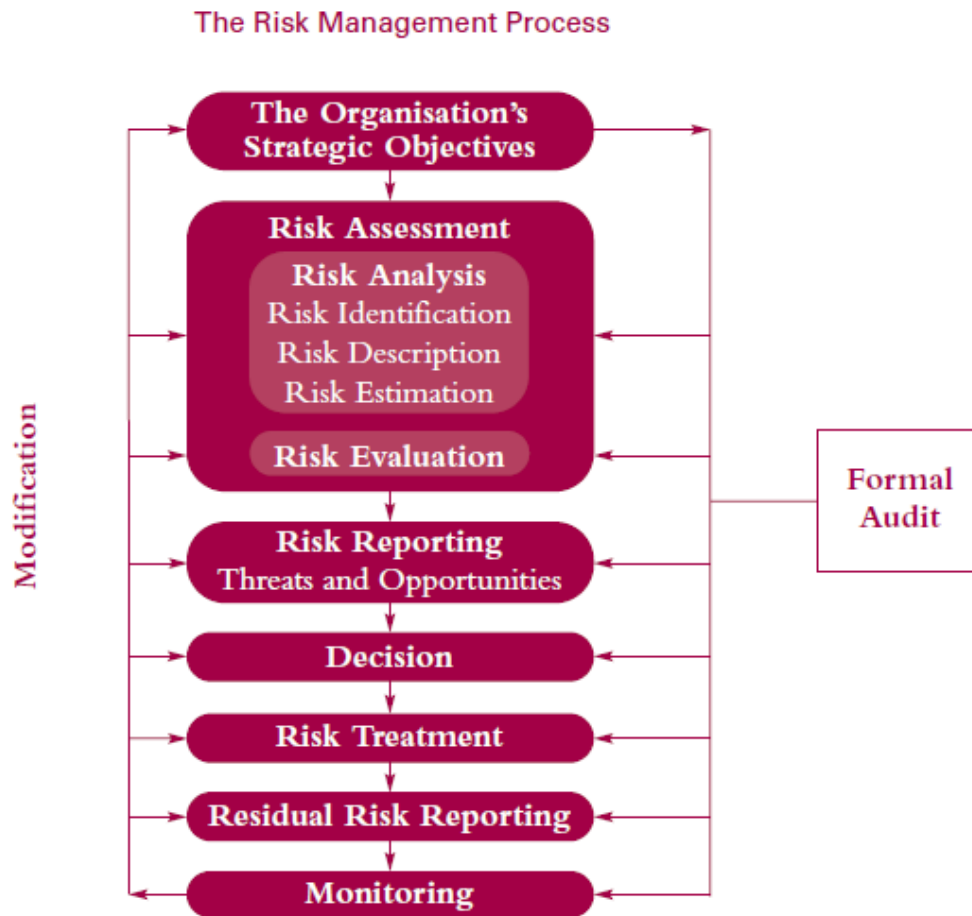 The Risk Management Process
The Organisation's
Strategic Objectives
Risk Assessment
Risk Analysis
Risk Identification
Risk Description
Risk Estimation
Risk Evaluation
Risk Reporting
Threats and Opportunities
Decision
Risk Treatment
Residual Risk Reporting
Monitoring
Modification
Formal
Audit